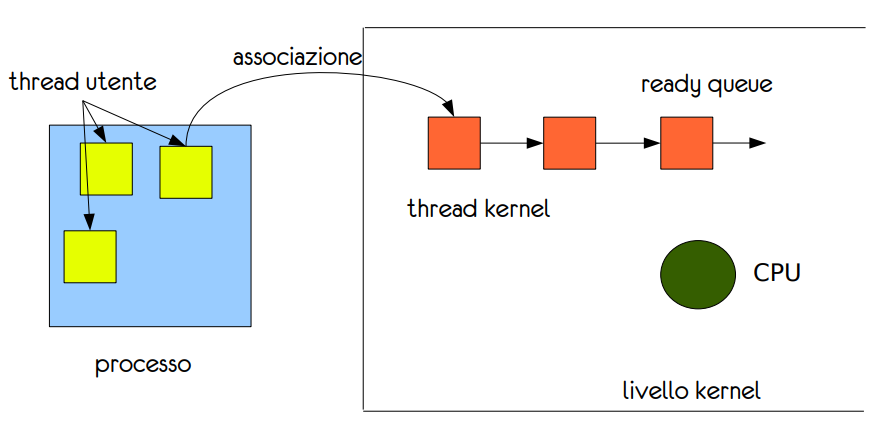 associazione
thread utente
ready queue
thread kernel
CPU
processo
livello kernel